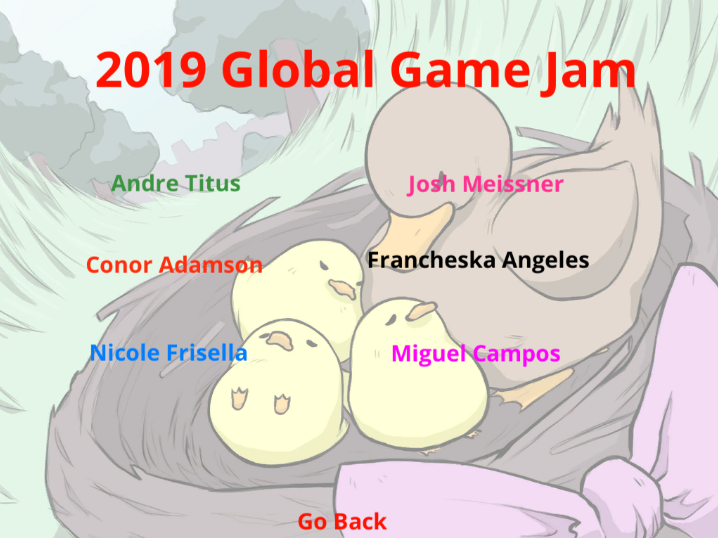 2019 Global Game Jam
Andre Titus
Josh Meissner
Conor Adamson
Francheska Angeles
Nicole Frisella
Miguel Campos
Go Back